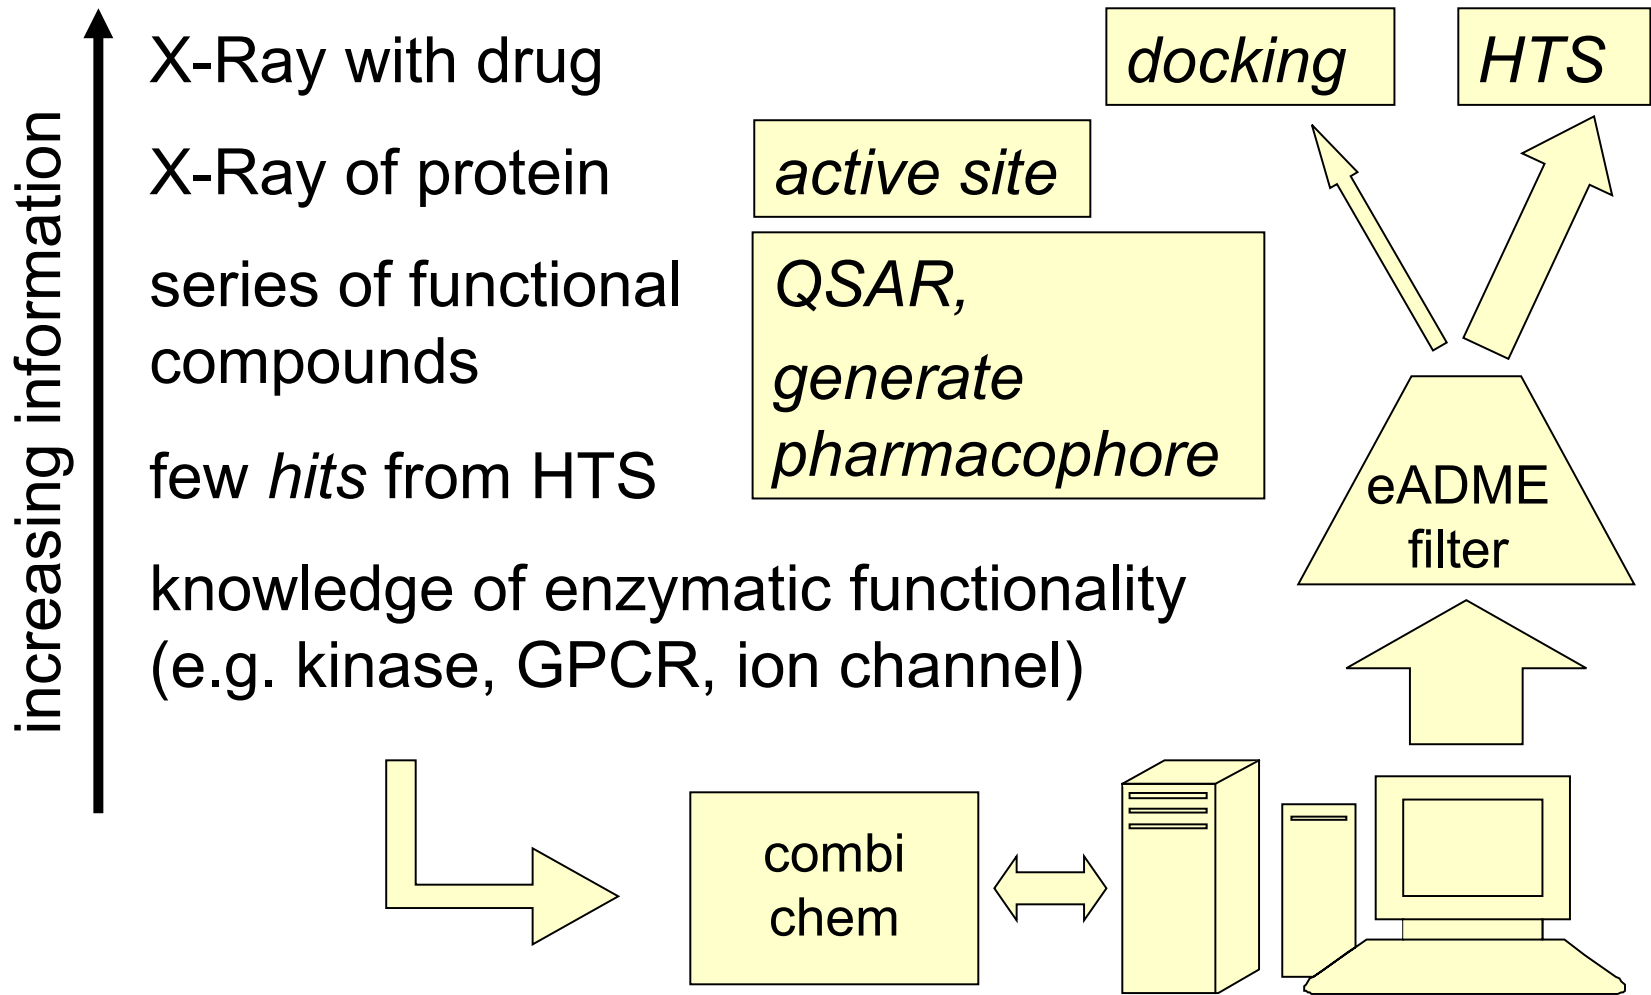 increasing information
X-Ray with drug
docking
HTS
X-Ray of protein
active site
series of functional
compounds
QSAR,
generate
pharmacophore
few hits from HTS
eADME
filter
knowledge of enzymatic functionality
(e.g. kinase, GPCR, ion channel)
combi
chem